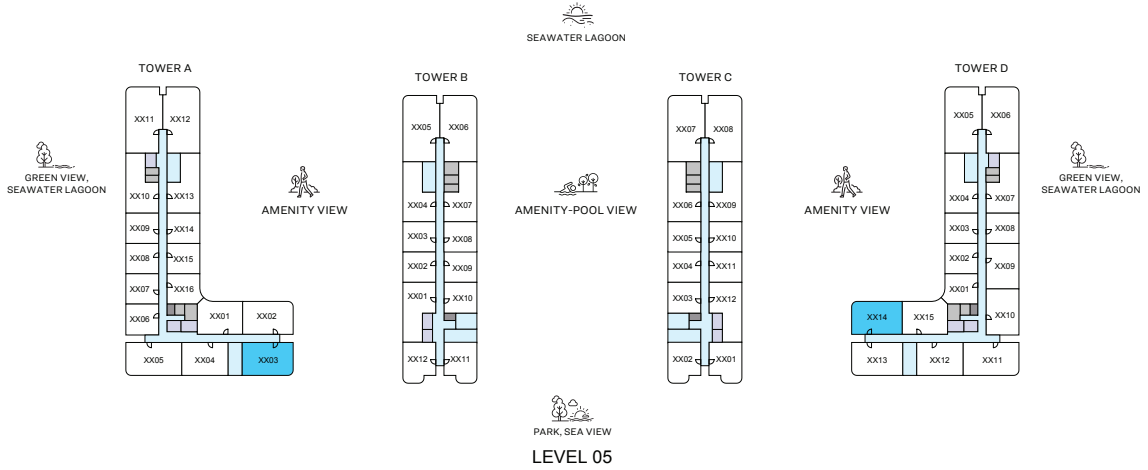 SEAWATER LAGOON
TOWER A
TOWER B
TOWER C
TOWER D
XX11 XX12
XX05 XX06
XX07 XX08
XX05 XX06
GREEN VIEW,
SEAWATER LAGOON
GREEN VIEW,
SEAWATER LAGOON
AMENITY VIEW
AMENITY-POOL VIEW
AMENITY VIEW
XX10 XX13
XX04 XX07
XX06 XX09
XX04 XX07
XX09 XX14
XX03 XX08
XX05 XX10
XX03 XX08
XX08 XX15
XX02 XX09
XX04 XX11
XX02 XX09
XX07 XX16
XX01 XX10
XX03 XX12
XX01
XX06 XX01 XX02
XX14 XX15 XX10
XX05 XX04 XX03
XX12 XX11
XX02 XX01
XX13 XX12 XX11
PARK, SEA VIEW
LEVEL 05